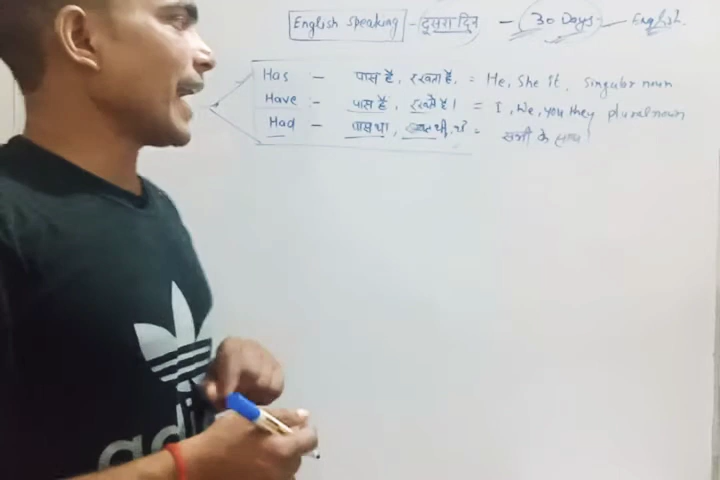 English Speaking - दूसरा दिन - 30 Days - English.
Has :- पास है, रखता है, = He, She It, Singular noun
Have :- पास है, रखते है। = I, We, You they plural noun
Had - पास था, थी, थे = सभी के साथ।
adi